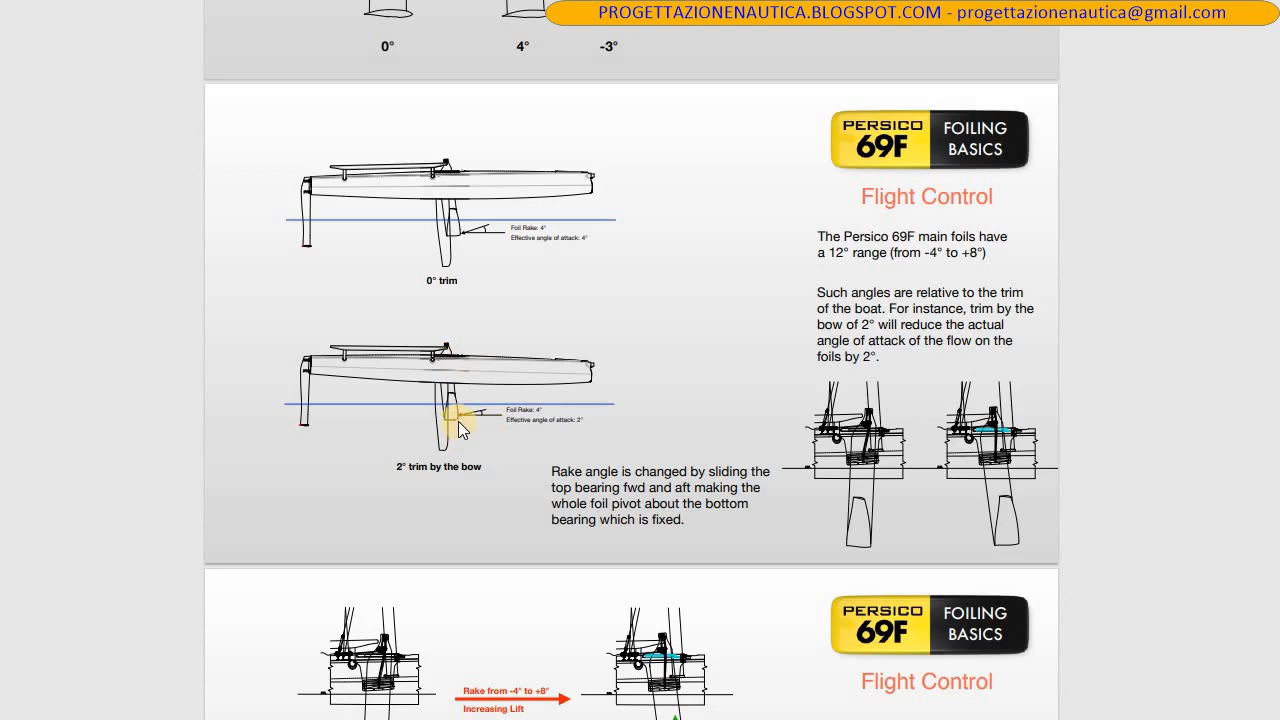 PROGETTAZIONENAUTICA.BLOGSPOT.COM - progettazionenautica@gmail.com
0° 4° -3°
PERSICO 69F FOILING BASICS
Flight Control
The Persico 69F main foils have
a 12° range (from -4° to +8°)
Such angles are relative to the trim
of the boat. For instance, trim by the
bow of 2° will reduce the actual
angle of attack of the flow on the
foils by 2°.
Foil Rake: 4°
Effective angle of attack: 4°
0° trim
Foil Rake: 4°
Effective angle of attack: 2°
2° trim by the bow
Rake angle is changed by sliding the
top bearing fwd and aft making the
whole foil pivot about the bottom
bearing which is fixed.
PERSICO 69F FOILING BASICS
Flight Control
Rake from -4° to +8°
Increasing Lift